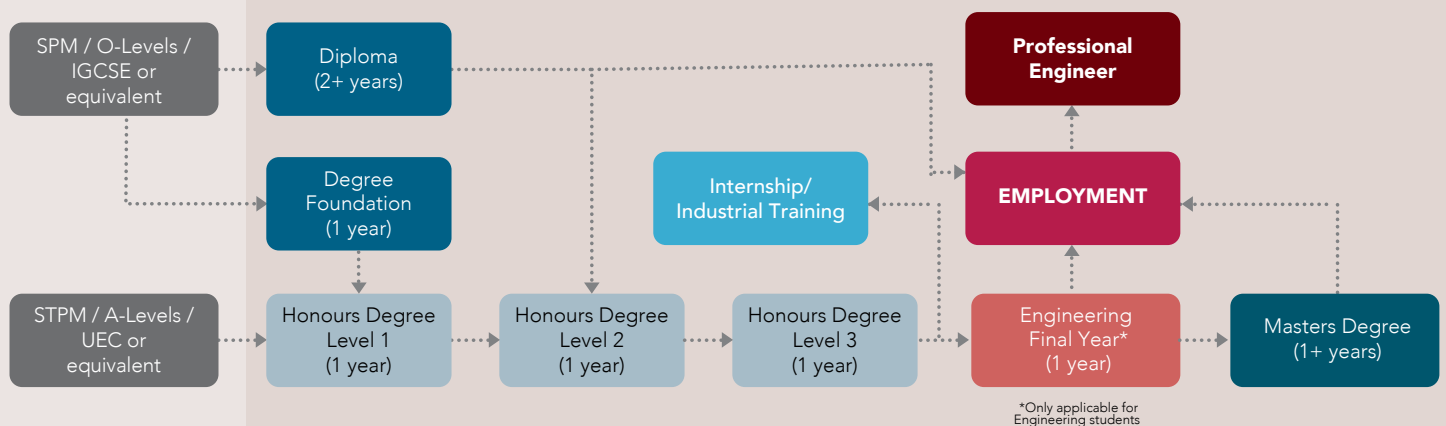 SPM / O-Levels /
IGCSE or
equivalent
Diploma
(2+ years)
Professional
Engineer
Degree
Foundation
(1 year)
Internship/
Industrial Training
EMPLOYMENT
STPM / A-Levels /
UEC or
equivalent
Honours Degree
Level 1
(1 year)
Honours Degree
Level 2
(1 year)
Honours Degree
Level 3
(1 year)
Engineering
Final Year*
(1 year)
Masters Degree
(1+ years)
*Only applicable for
Engineering students